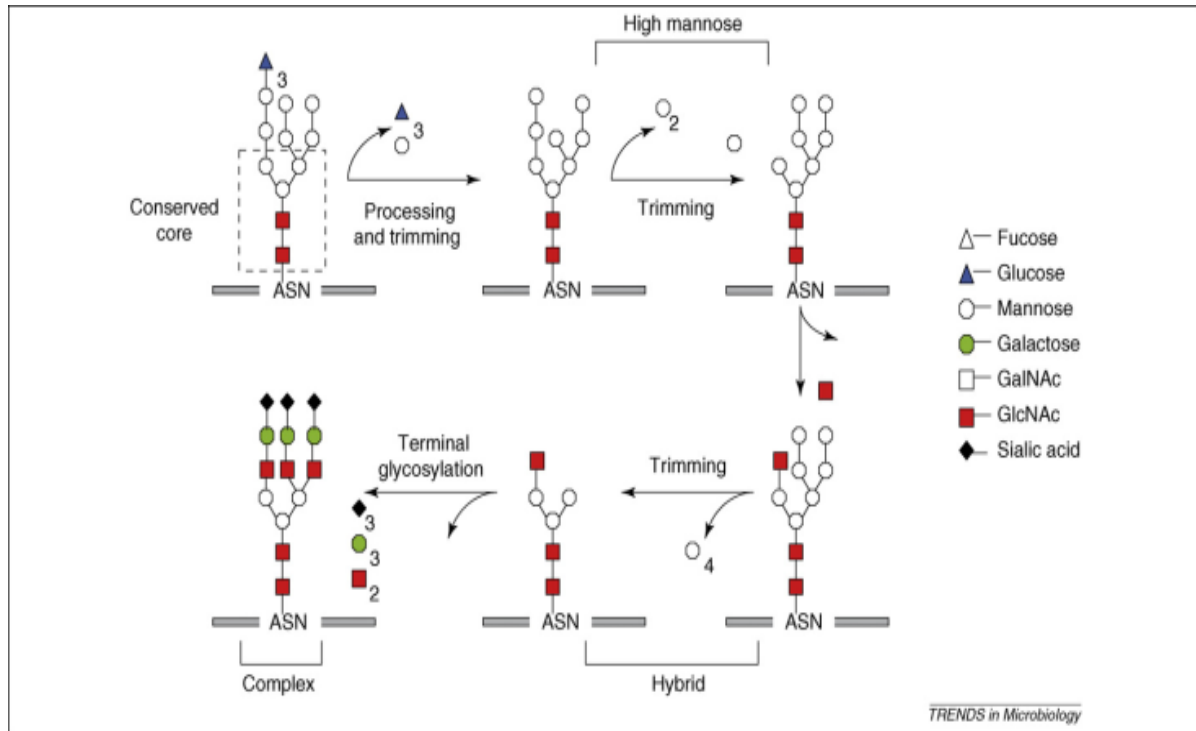 High mannose
3
3
2
Conserved
core
Processing
and trimming
Trimming
ASN
ASN
ASN
Fucose
Glucose
Mannose
Galactose
GalNAc
GlcNAc
Sialic acid
Terminal
glycosylation
Trimming
3
3
2
4
ASN
ASN
ASN
Complex
Hybrid
TRENDS in Microbiology